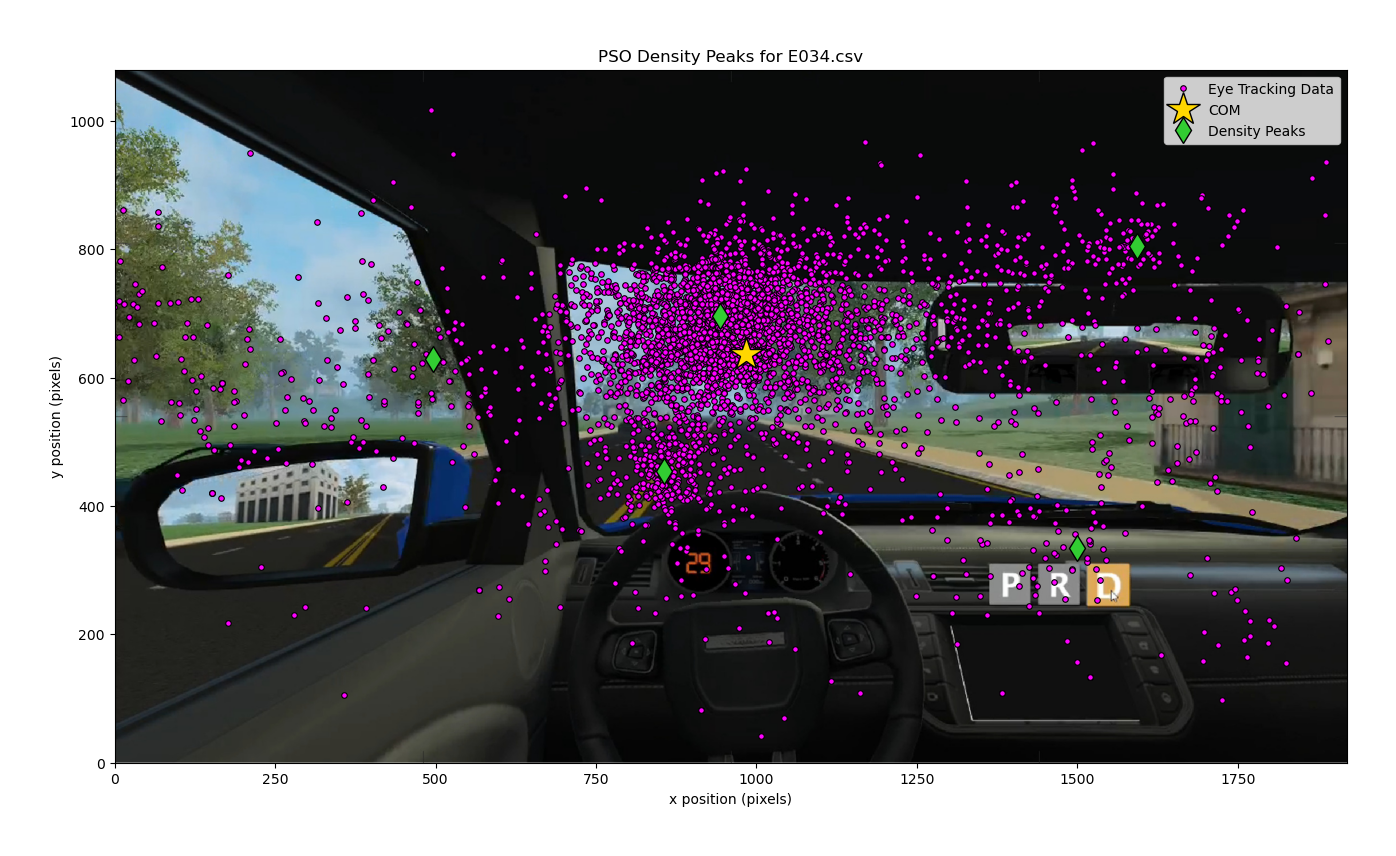 PSO Density Peaks for E034.csv
Eye Tracking Data
COM
Density Peaks
y position (pixels)
1000
800
600
400
200
0
29
P R D
0 250 500 750 1000 1250 1500 1750
x position (pixels)